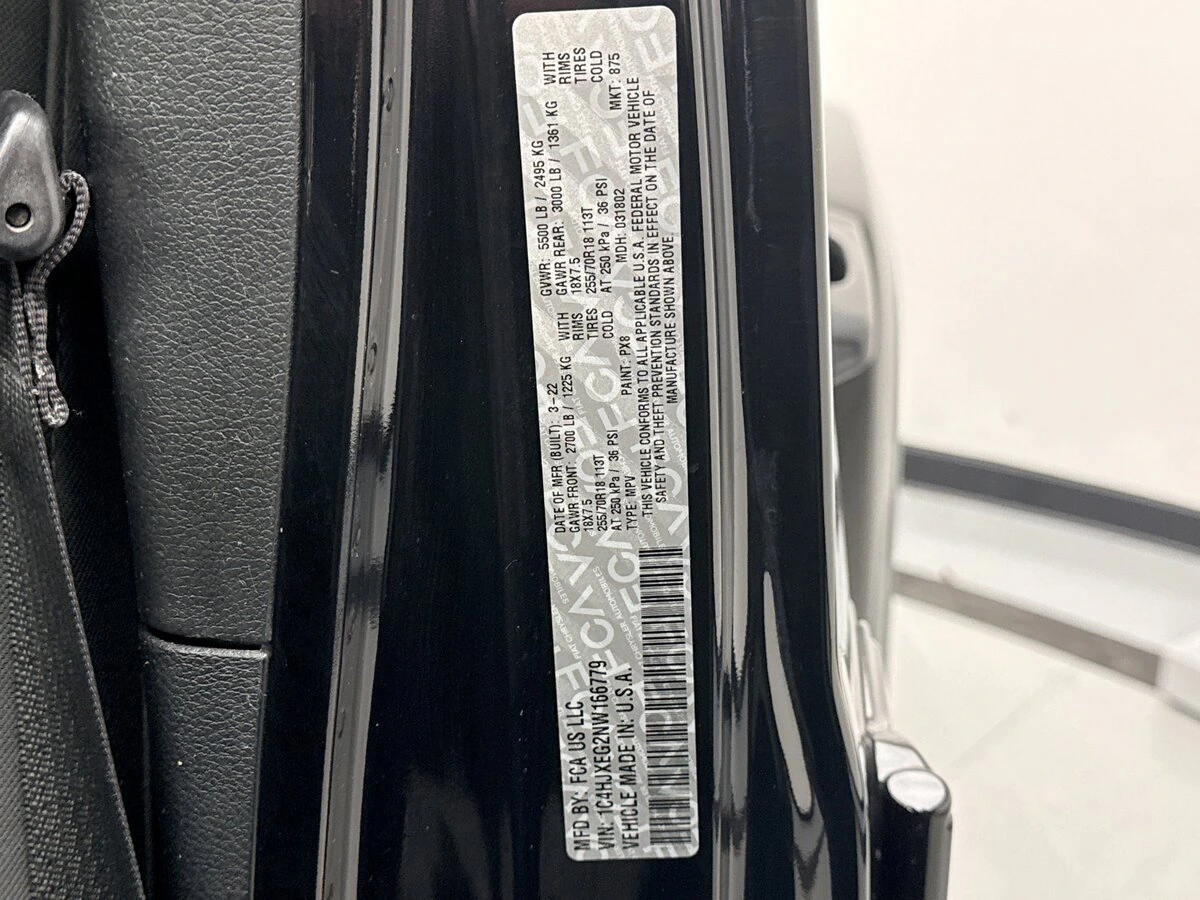 MFD BY: FCA US LLC
VIN: 1C4HJXEG2NW166779
VEHICLE MADE IN: U.S.A.
DATE OF MFR (BUILT): 3-22 GVWR: 5500 LB / 2495 KG
GAWR FRONT: 2700 LB / 1225 KG WITH GAWR REAR: 3000 LB / 1361 KG WITH
18X7.5 RIMS 18X7.5 RIMS
255/70R18 113T TIRES 255/70R18 113T TIRES
AT 250 kPa / 36 PSI COLD AT 250 kPa / 36 PSI COLD
TYPE: MPV PAINT: PX8 MDH: 031802 MKT: 875
THIS VEHICLE CONFORMS TO ALL APPLICABLE U.S.A. FEDERAL MOTOR VEHICLE
SAFETY AND THEFT PREVENTION STANDARDS IN EFFECT ON THE DATE OF
MANUFACTURE SHOWN ABOVE